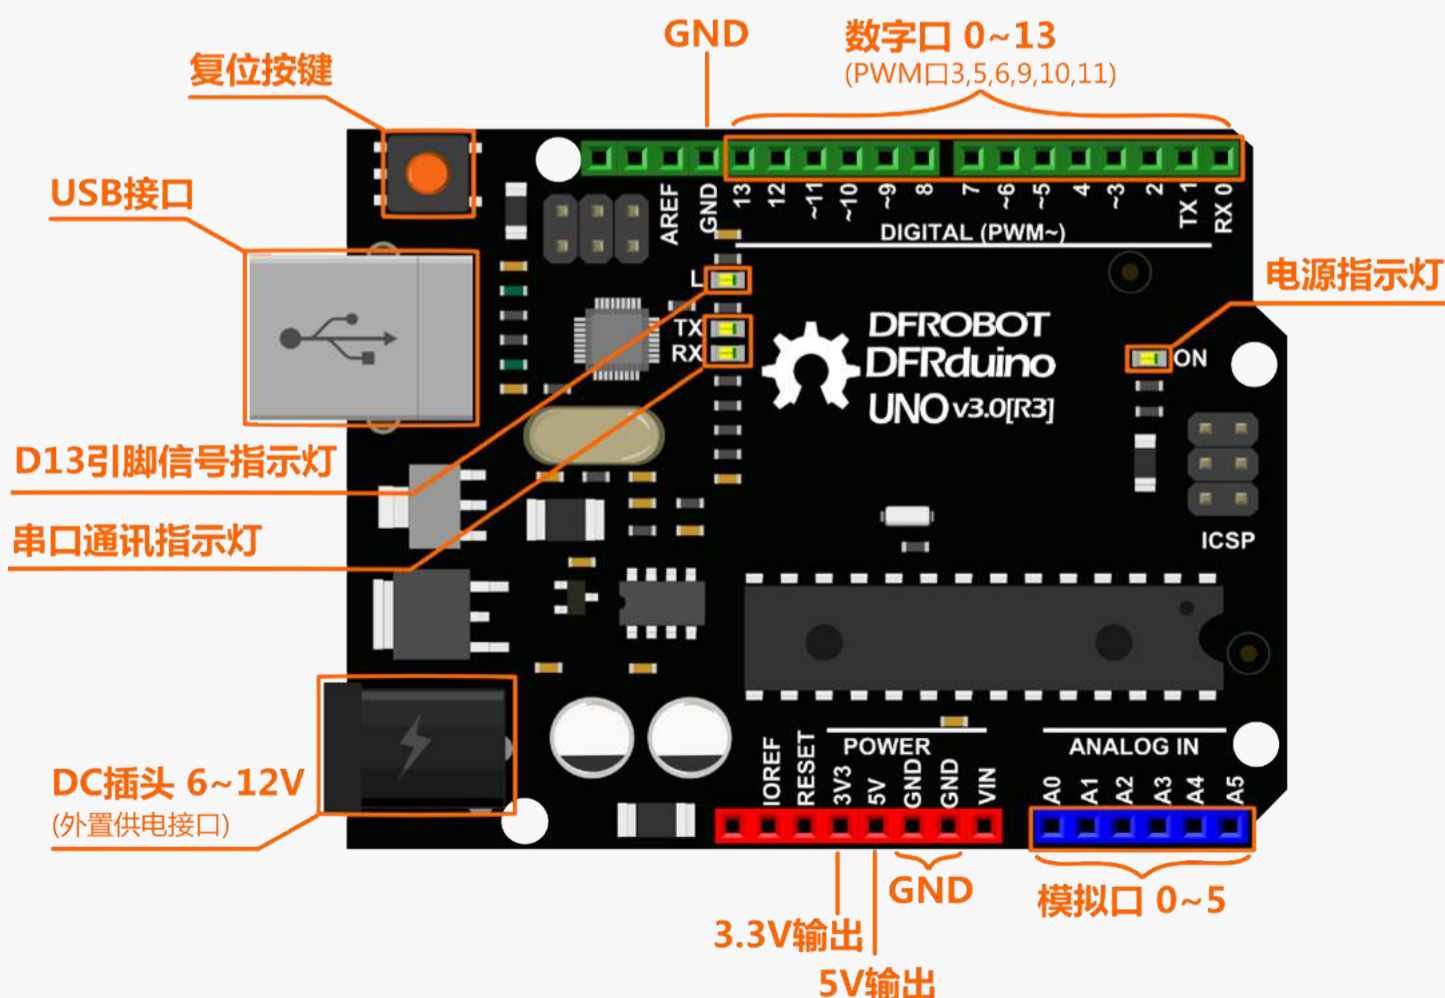 GND
数字口 0~13
(PWM口3,5,6,9,10,11)
复位按键
USB接口
AREF
GND
13
12
~11
~10
~9
8
7
~6
~5
4
~3
2
TX 1
RX 0
DIGITAL (PWM~)
电源指示灯
L
TX
RX
DFROBOT
DFRduino
UNO v3.0[R3]
ON
D13引脚信号指示灯
串口通讯指示灯
ICSP
DC插头 6~12V
(外置供电接口)
POWER
ANALOG IN
IOREF
RESET
3V3
5V
GND
GND
VIN
A0
A1
A2
A3
A4
A5
GND
模拟口 0~5
3.3V输出
5V输出